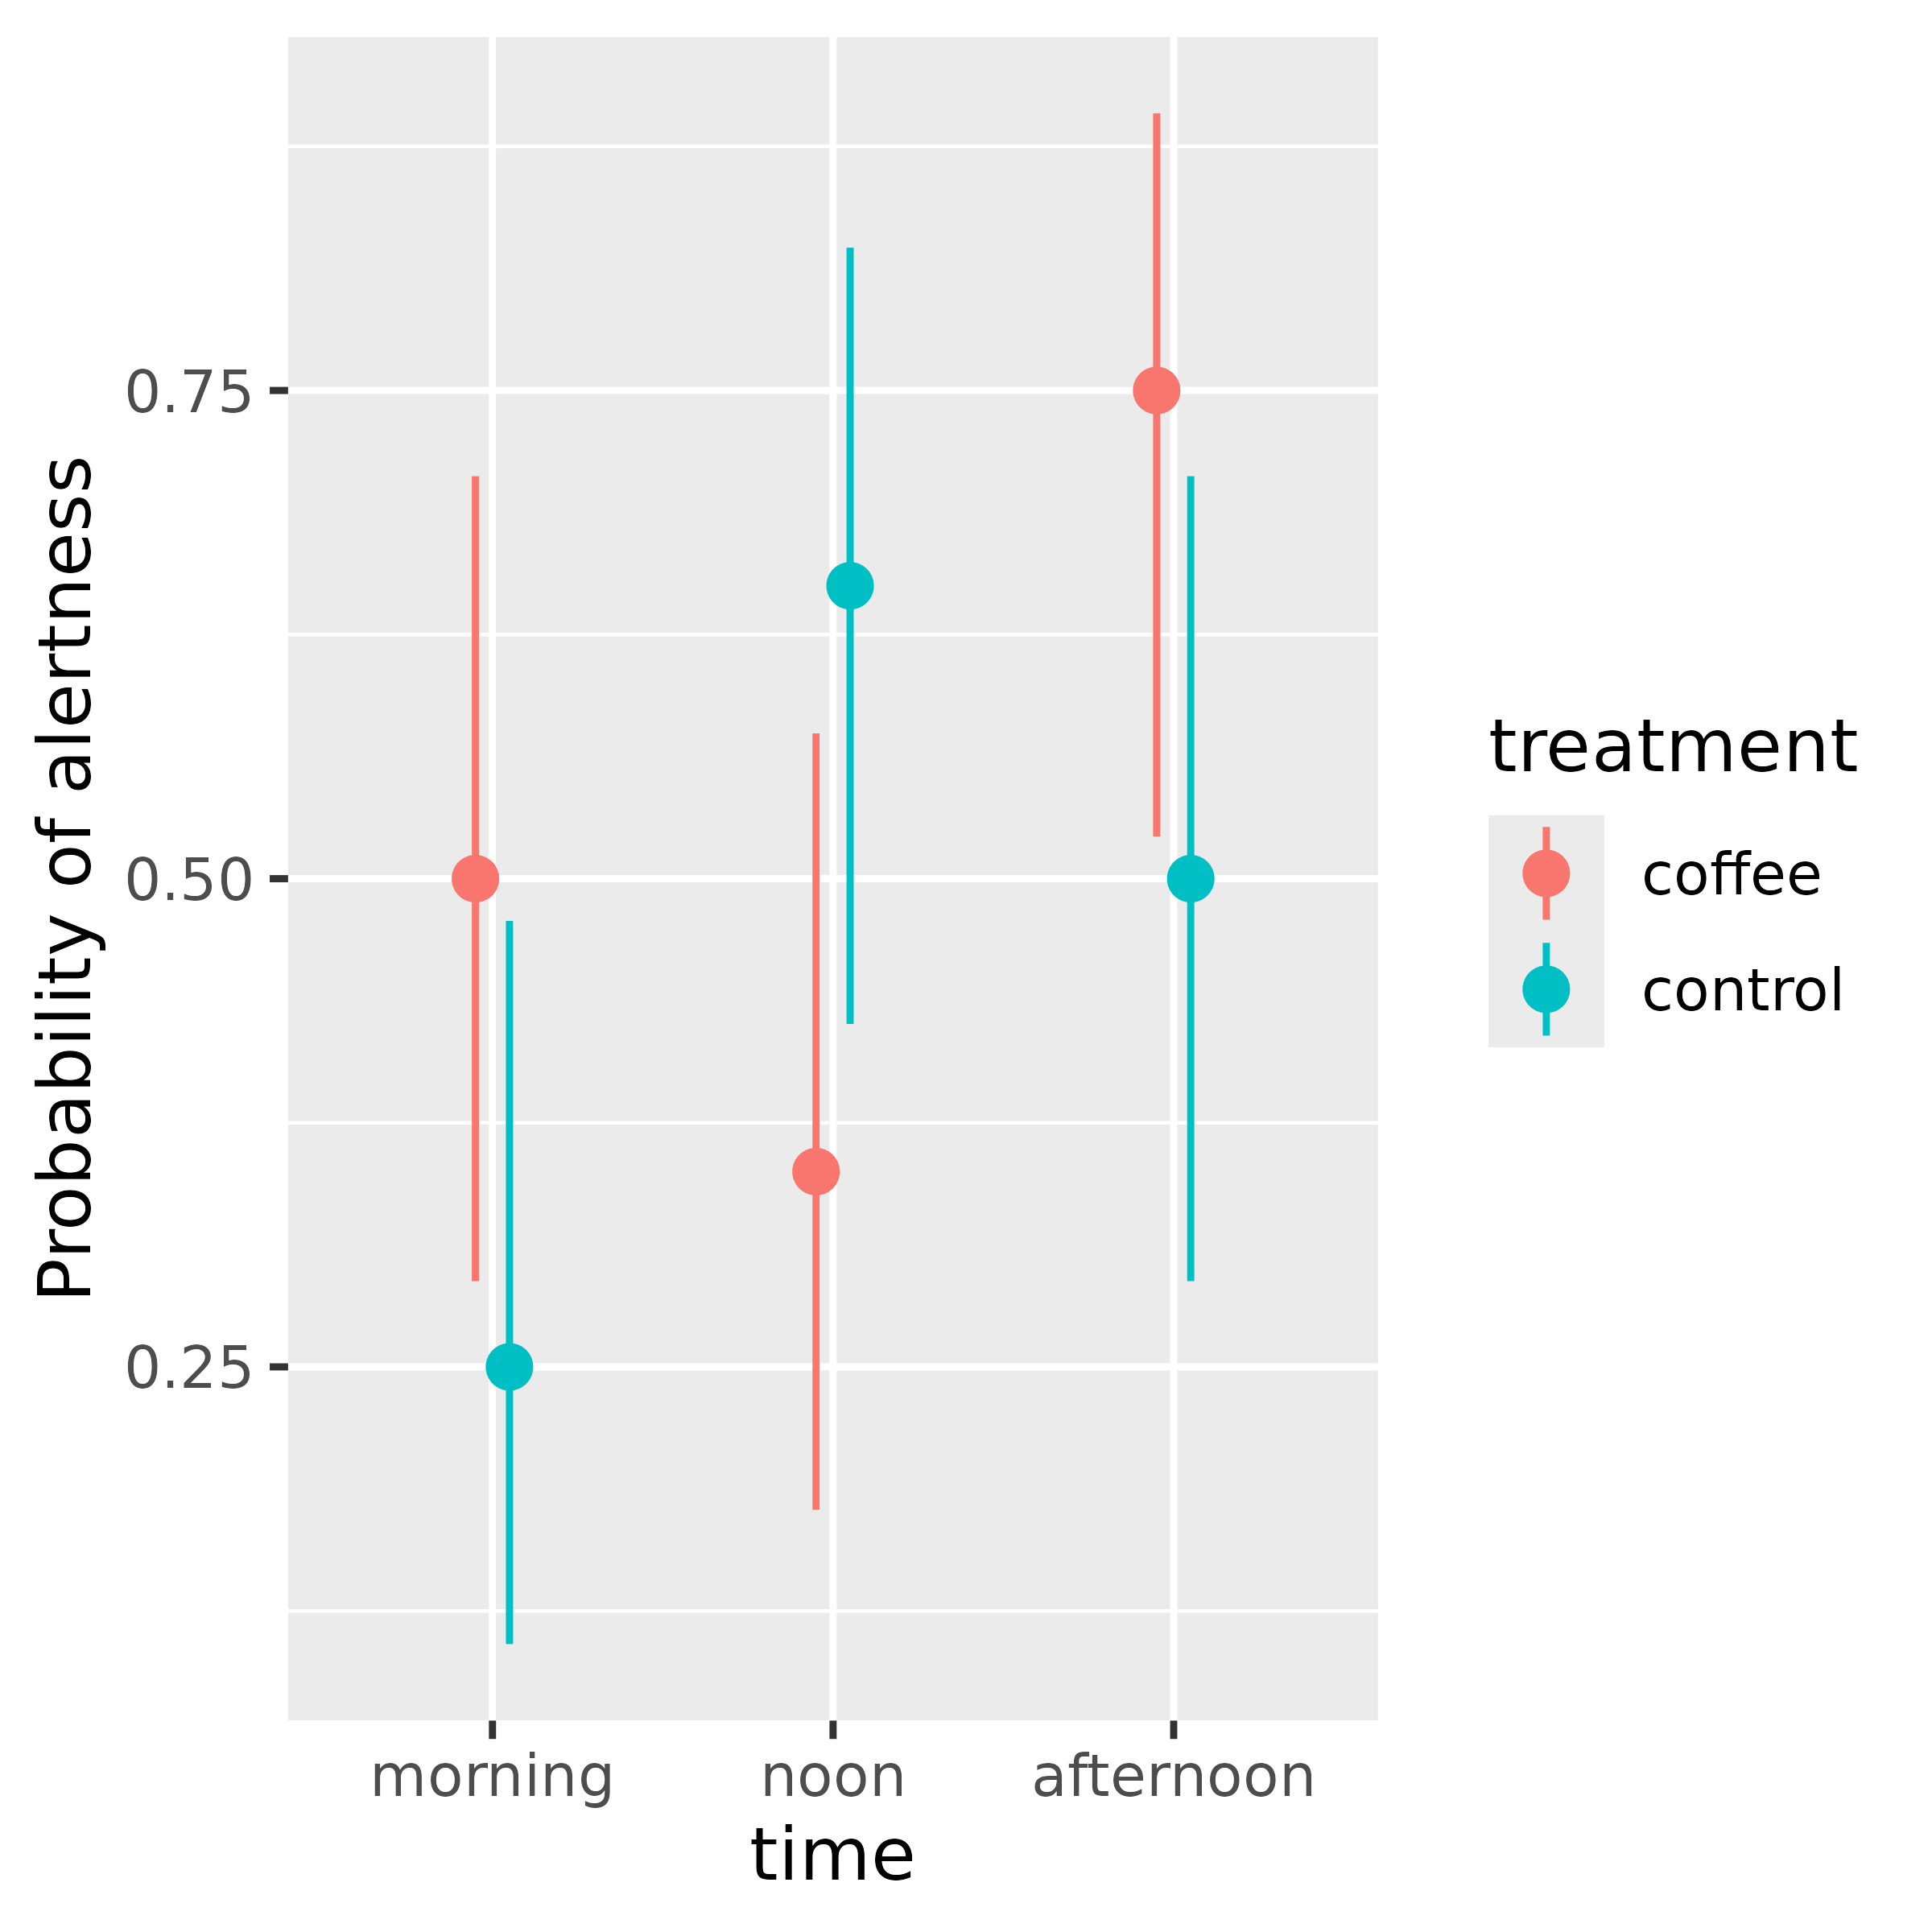 Probability of alertness
0.75
0.50
0.25
morning noon afternoon
time
treatment
coffee
control